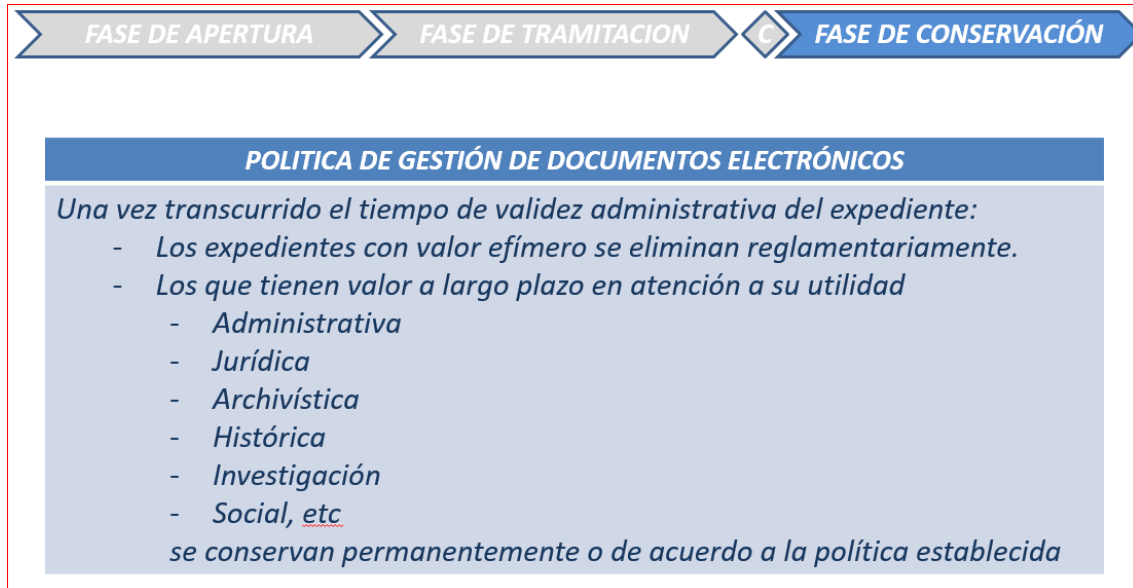 FASE DE APERTURA
FASE DE TRAMITACION
C
FASE DE CONSERVACIÓN
POLITICA DE GESTIÓN DE DOCUMENTOS ELECTRÓNICOS
Una vez transcurrido el tiempo de validez administrativa del expediente:
- Los expedientes con valor efímero se eliminan reglamentariamente.
- Los que tienen valor a largo plazo en atención a su utilidad
- Administrativa
- Jurídica
- Archivística
- Histórica
- Investigación
- Social, etc
se conservan permanentemente o de acuerdo a la política establecida